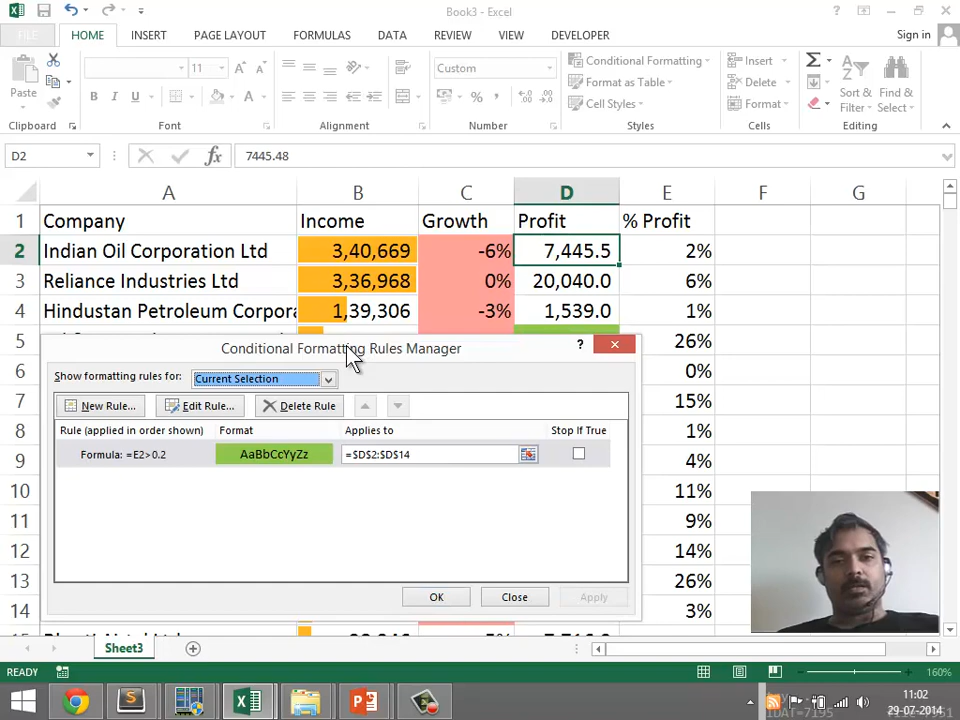 Book3 - Excel
FILE HOME INSERT PAGE LAYOUT FORMULAS DATA REVIEW VIEW DEVELOPER Sign in
Paste 11 Custom Conditional Formatting Insert Sort & Find &
Format as Table Delete Filter Select
Cell Styles Format
Clipboard Font Alignment Number Styles Cells Editing
D2 fx 7445.48
A B C D E F G
1 Company Income Growth Profit % Profit
2 Indian Oil Corporation Ltd 3,40,669 -6% 7,445.5 2%
3 Reliance Industries Ltd 3,36,968 0% 20,040.0 6%
4 Hindustan Petroleum Corpora 1,39,306 -3% 1,539.0 1%
5 26%
6 0%
7 15%
8 1%
9 4%
10 11%
11 9%
12 14%
13 26%
14 3%
Conditional Formatting Rules Manager ?
Show formatting rules for: Current Selection
New Rule... Edit Rule... Delete Rule
Rule (applied in order shown) Format Applies to Stop If True
Formula: =E2>0.2 AaBbCcYyZz =$D$2:$D$14
OK Close Apply
Sheet3
READY 160%
11:02
29-07-2014